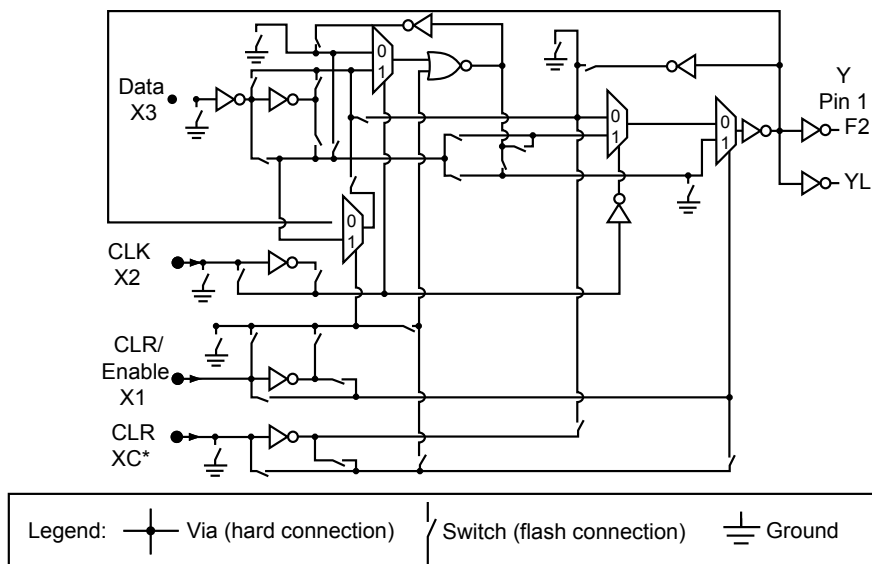 Data
X3
0
1
0
1
0
1
Y
Pin 1
F2
YL
0
1
CLK
X2
CLR/
Enable
X1
CLR
XC*
Legend: Via (hard connection) Switch (flash connection) Ground